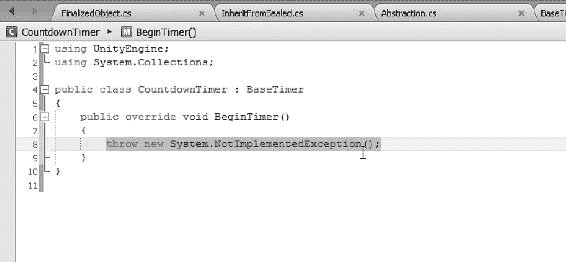 FinalizedObject.cs × InheritFromSealed.cs × Abstraction.cs × BaseTi
C CountdownTimer ▸ M BeginTimer()
1 using UnityEngine;
2 using System.Collections;
3
4 public class CountdownTimer : BaseTimer
5 {
6 public override void BeginTimer()
7 {
8 throw new System.NotImplementedException();
9 }
10 }
11